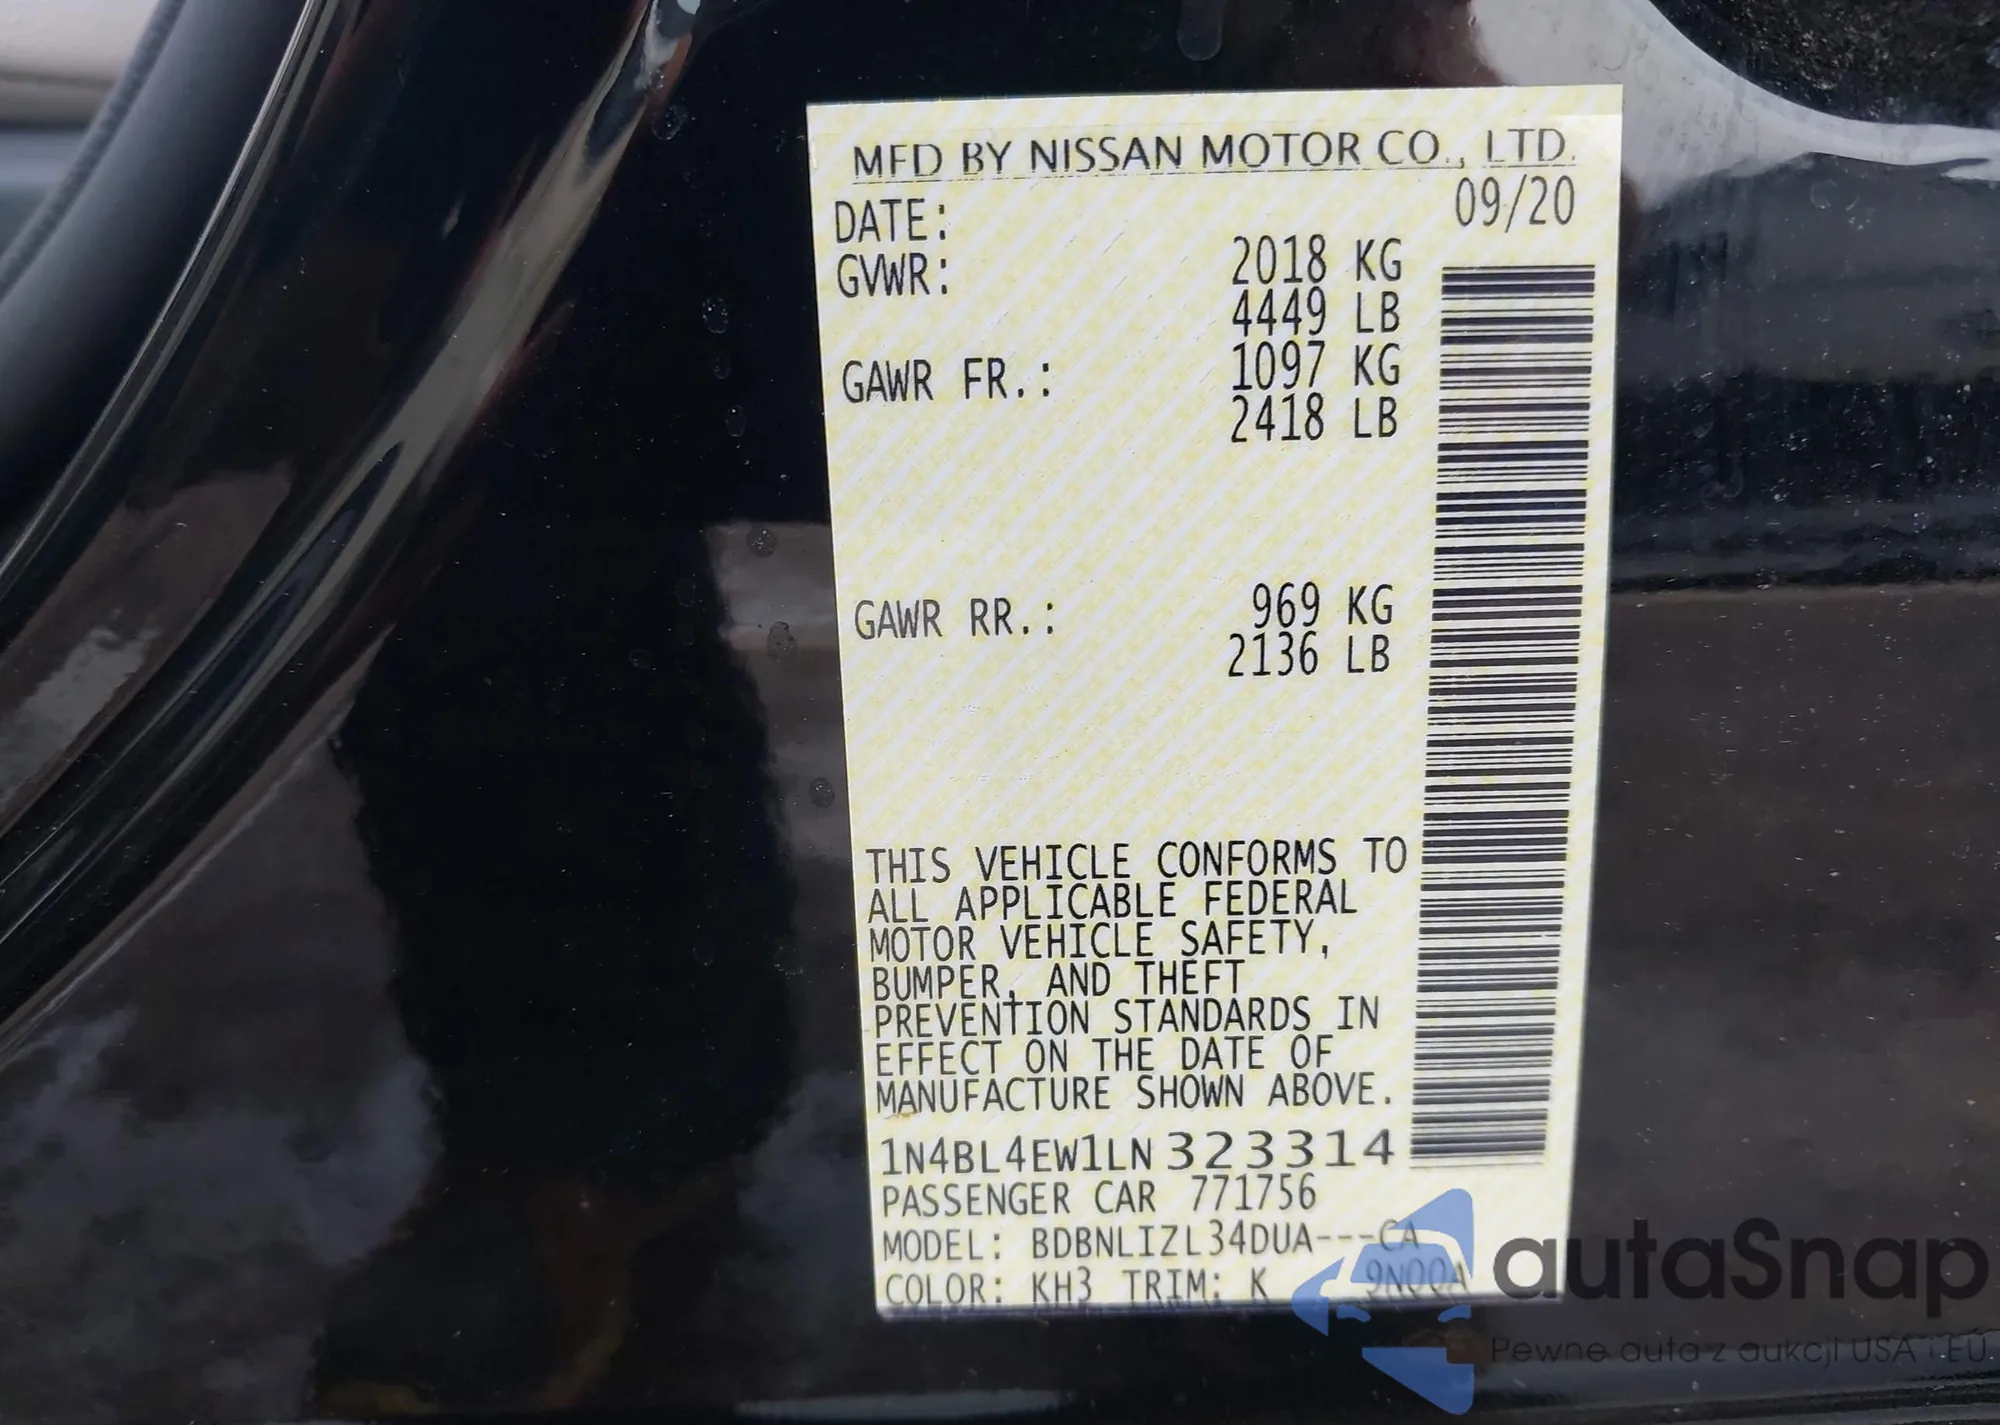 MFD BY NISSAN MOTOR CO., LTD.
DATE: 09/20
GVWR: 2018 KG
4449 LB
GAWR FR.: 1097 KG
2418 LB
GAWR RR.: 969 KG
2136 LB
THIS VEHICLE CONFORMS TO
ALL APPLICABLE FEDERAL
MOTOR VEHICLE SAFETY,
BUMPER, AND THEFT
PREVENTION STANDARDS IN
EFFECT ON THE DATE OF
MANUFACTURE SHOWN ABOVE.
1N4BL4EW1LN323314
PASSENGER CAR 771756
MODEL: BDBNLIZL34DUA---CA
COLOR: KH3 TRIM: K 9N00A
autaSnap
Pewne auta z aukcji USA i EU